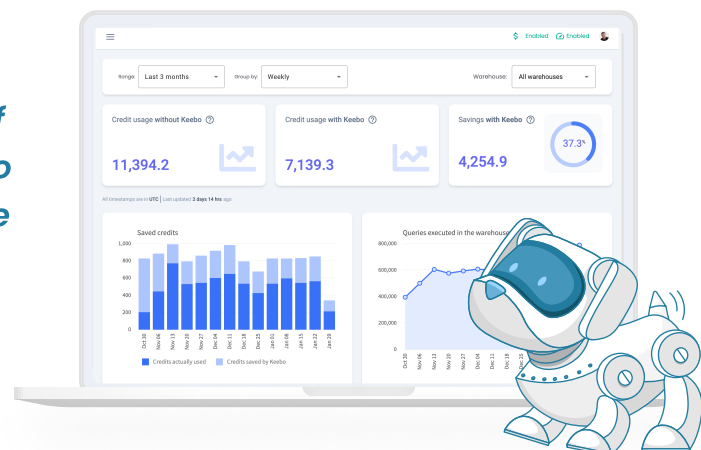 $ Enabled Enabled
Range: Last 3 months Group by: Weekly Warehouse: All warehouses
Credit usage without Keebo Credit usage with Keebo Savings with Keebo
11,394.2 7,139.3 4,254.9 37.3%
All timestamps are in UTC | Last updated 3 days 14 hrs ago
Saved credits
1,000
800
600
400
200
0
Oct 30 Nov 06 Nov 13 Nov 20 Nov 27 Dec 04 Dec 11 Dec 18 Dec 25 Jan 01 Jan 08 Jan 15 Jan 22 Jan 29
Credits actually used Credits saved by Keebo
Queries executed in the warehouse
800,000
600,000
400,000
200,000
0
Oct 30 Nov 06 Nov 13 Nov 20 Nov 27 Dec 04 Dec 11 Dec 18 Dec 25